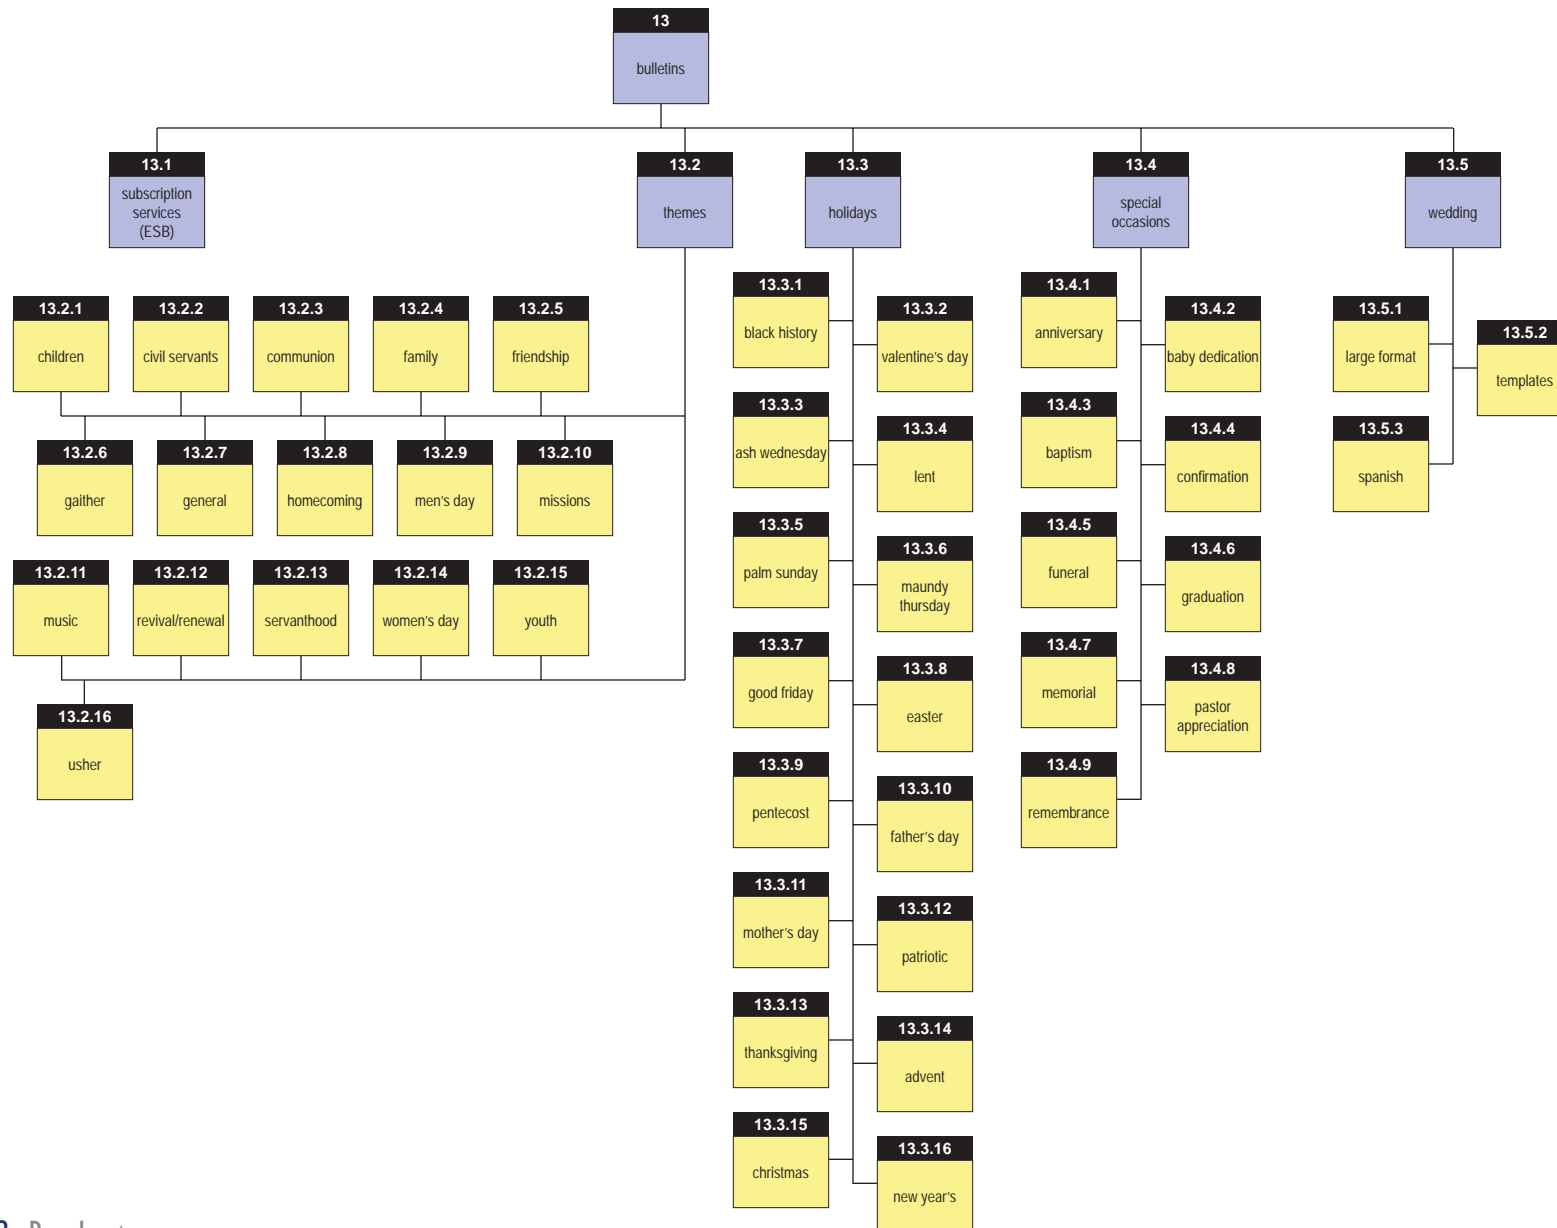 13
bulletins
13.1
subscription
services
(ESB)
13.2
themes
13.3
holidays
13.4
special
occasions
13.5
wedding
13.2.1
children
13.2.2
civil servants
13.2.3
communion
13.2.4
family
13.2.5
friendship
13.2.6
gaither
13.2.7
general
13.2.8
homecoming
13.2.9
men's day
13.2.10
missions
13.2.11
music
13.2.12
revival/renewal
13.2.13
servanthood
13.2.14
women's day
13.2.15
youth
13.2.16
usher
13.3.1
black history
13.3.2
valentine's day
13.3.3
ash wednesday
13.3.4
lent
13.3.5
palm sunday
13.3.6
maundy
thursday
13.3.7
good friday
13.3.8
easter
13.3.9
pentecost
13.3.10
father's day
13.3.11
mother's day
13.3.12
patriotic
13.3.13
thanksgiving
13.3.14
advent
13.3.15
christmas
13.3.16
new year's
13.4.1
anniversary
13.4.2
baby dedication
13.4.3
baptism
13.4.4
confirmation
13.4.5
funeral
13.4.6
graduation
13.4.7
memorial
13.4.8
pastor
appreciation
13.4.9
remembrance
13.5.1
large format
13.5.2
templates
13.5.3
spanish